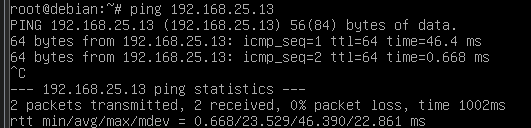 root@debian:~# ping 192.168.25.13
PING 192.168.25.13 (192.168.25.13) 56(84) bytes of data.
64 bytes from 192.168.25.13: icmp_seq=1 ttl=64 time=46.4 ms
64 bytes from 192.168.25.13: icmp_seq=2 ttl=64 time=0.668 ms
^C
--- 192.168.25.13 ping statistics ---
2 packets transmitted, 2 received, 0% packet loss, time 1002ms
rtt min/avg/max/mdev = 0.668/23.529/46.390/22.861 ms